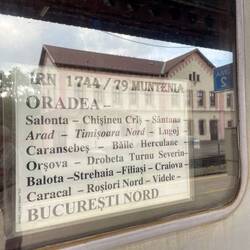 IRN 1744/79 MUNTENIA
ORADEA –
Salonta – Chișineu Criș – Sântana
Arad – Timișoara Nord – Lugoj –
Caransebeș – Băile Herculane
Orșova – Drobeta Turnu Severin-
Balota –Strehaia –Filiași – Craiova
Caracal – Roșiori Nord – Videle –
BUCUREȘTI NORD
2